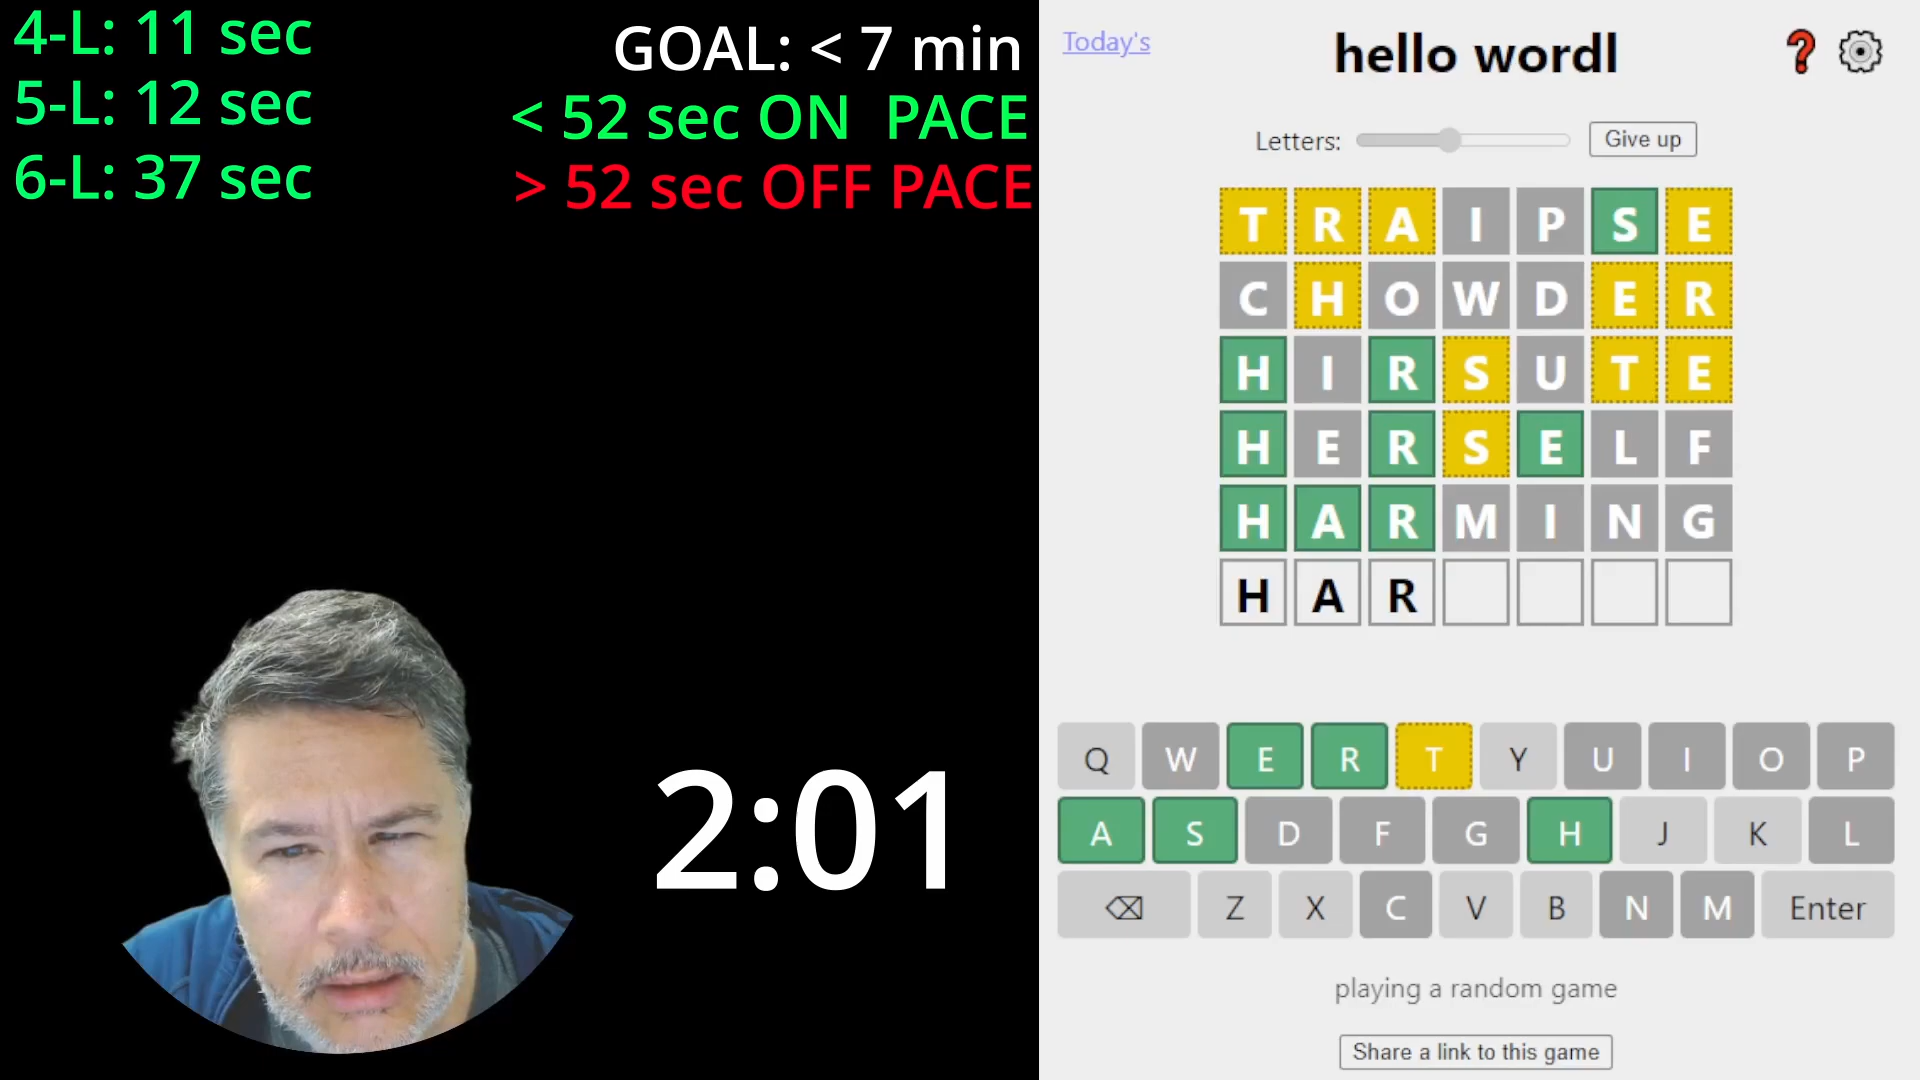 4-L: 11 sec
5-L: 12 sec
6-L: 37 sec
GOAL: < 7 min
< 52 sec ON PACE
> 52 sec OFF PACE
2:01
Today's
hello wordl
Letters:
Give up
T R A I P S E
C H O W D E R
H I R S U T E
H E R S E L F
H A R M I N G
H A R
Q W E R T Y U I O P
A S D F G H J K L
⌫ Z X C V B N M Enter
playing a random game
Share a link to this game